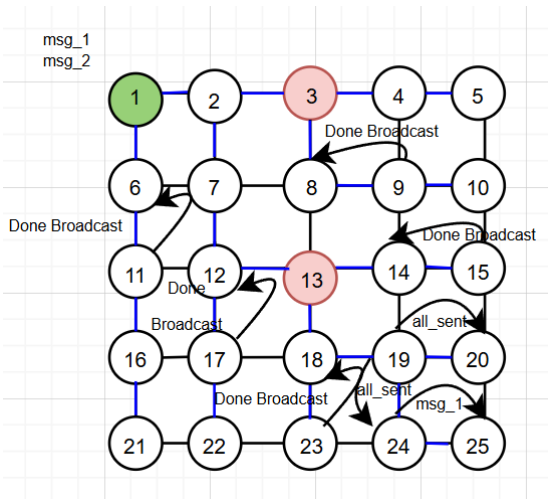 msg_1
msg_2
1 2 3 4 5
Done Broadcast
6 7 8 9 10
Done Broadcast
Done Broadcast
11 12 13 14 15
Done
Broadcast
all_sent
16 17 18 19 20
Done Broadcast
all_sent
msg_1
21 22 23 24 25